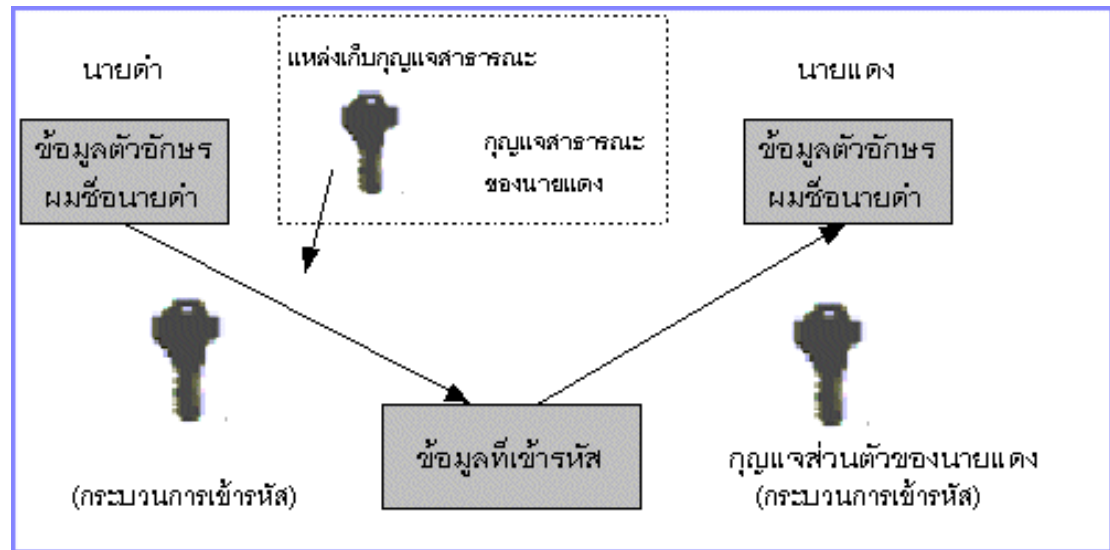 นายดำ
แหล่งเก็บกุญแจสาธารณะ
นายแดง
ข้อมูลตัวอักษร
ผมชื่อนายดำ
กุญแจสาธารณะ
ของนายแดง
ข้อมูลตัวอักษร
ผมชื่อนายดำ
ข้อมูลที่เข้ารหัส
(กระบวนการเข้ารหัส)
กุญแจส่วนตัวของนายแดง
(กระบวนการเข้ารหัส)